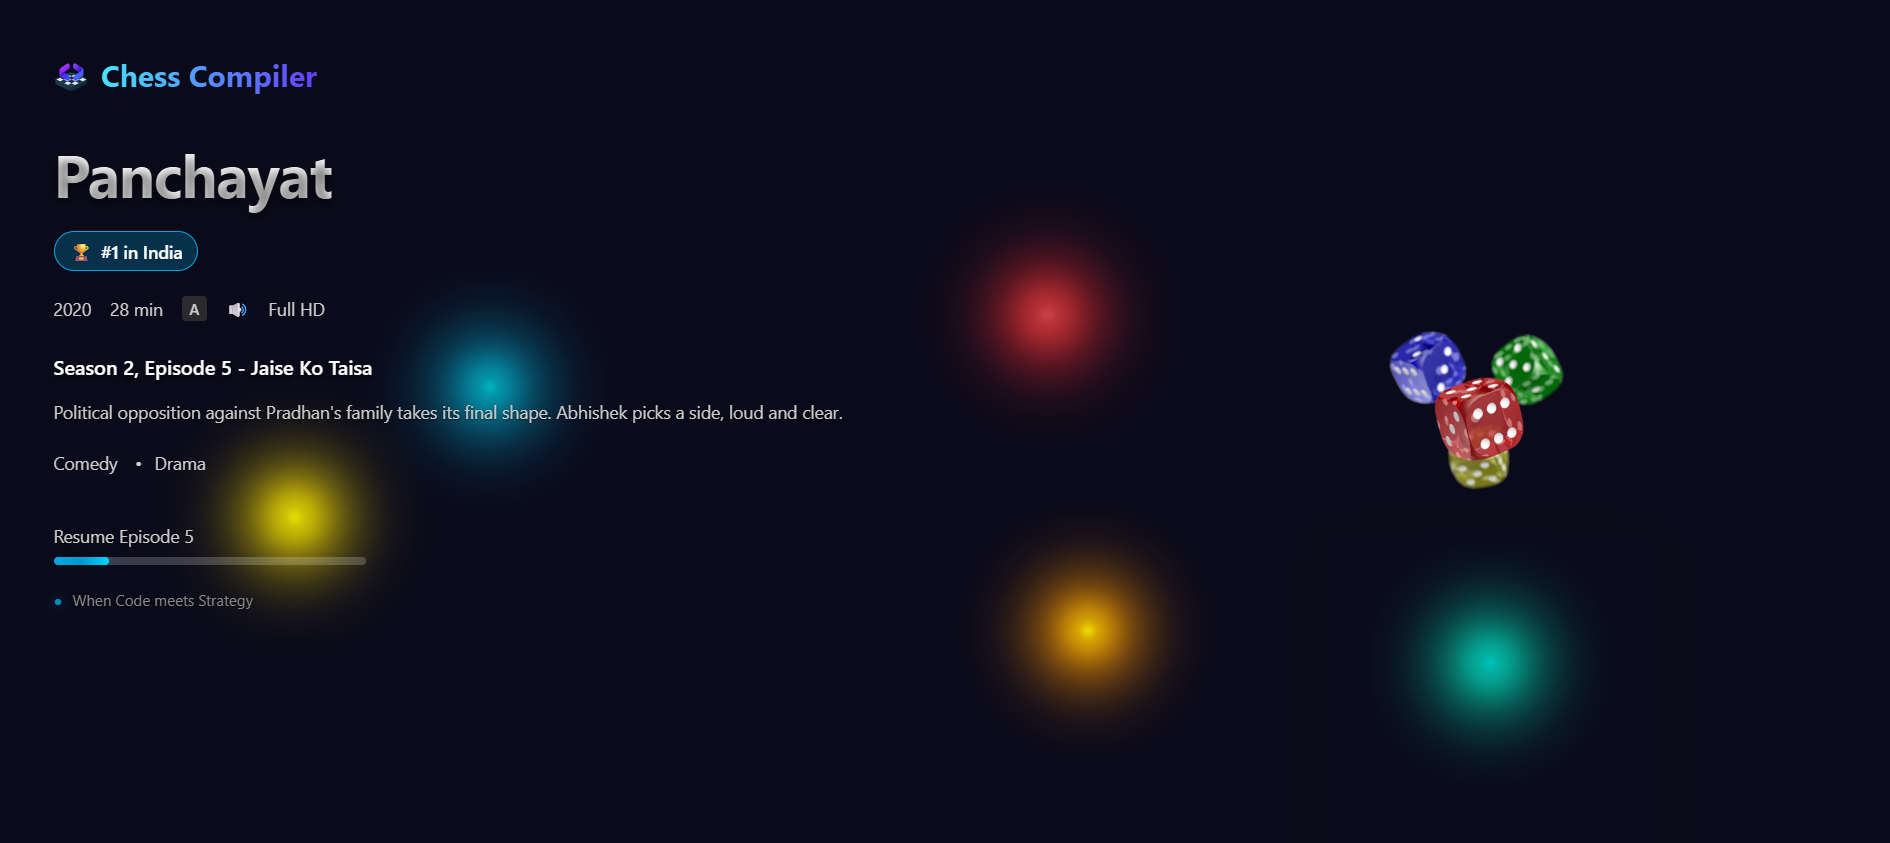 Chess Compiler
Panchayat
#1 in India
2020 28 min A Full HD
Season 2, Episode 5 - Jaise Ko Taisa
Political opposition against Pradhan's family takes its final shape. Abhishek picks a side, loud and clear.
Comedy • Drama
Resume Episode 5
When Code meets Strategy